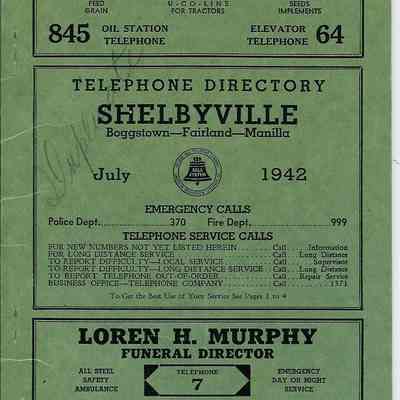 FEED
GRAIN
U-C-O-LINE
FOR TRACTORS
SEEDS
IMPLEMENTS
845 OIL STATION
TELEPHONE
ELEVATOR
TELEPHONE 64
TELEPHONE DIRECTORY
SHELBYVILLE
Boggstown—Fairland—Manilla
July 1942
BELL
SYSTEM
EMERGENCY CALLS
Police Dept. 370 Fire Dept. 999
TELEPHONE SERVICE CALLS
FOR NEW NUMBERS NOT YET LISTED HEREIN Call Information
FOR LONG DISTANCE SERVICE Call Long Distance
TO REPORT DIFFICULTY—LOCAL SERVICE Call Supervisor
TO REPORT DIFFICULTY—LONG DISTANCE SERVICE Call Long Distance
TO REPORT TELEPHONE OUT-OF-ORDER Call Repair Service
BUSINESS OFFICE—TELEPHONE COMPANY Call 1371
To Get the Best Use of Your Service See Pages 1 to 4
LOREN H. MURPHY
FUNERAL DIRECTOR
ALL STEEL
SAFETY
AMBULANCE
TELEPHONE
7
EMERGENCY
DAY OR NIGHT
SERVICE